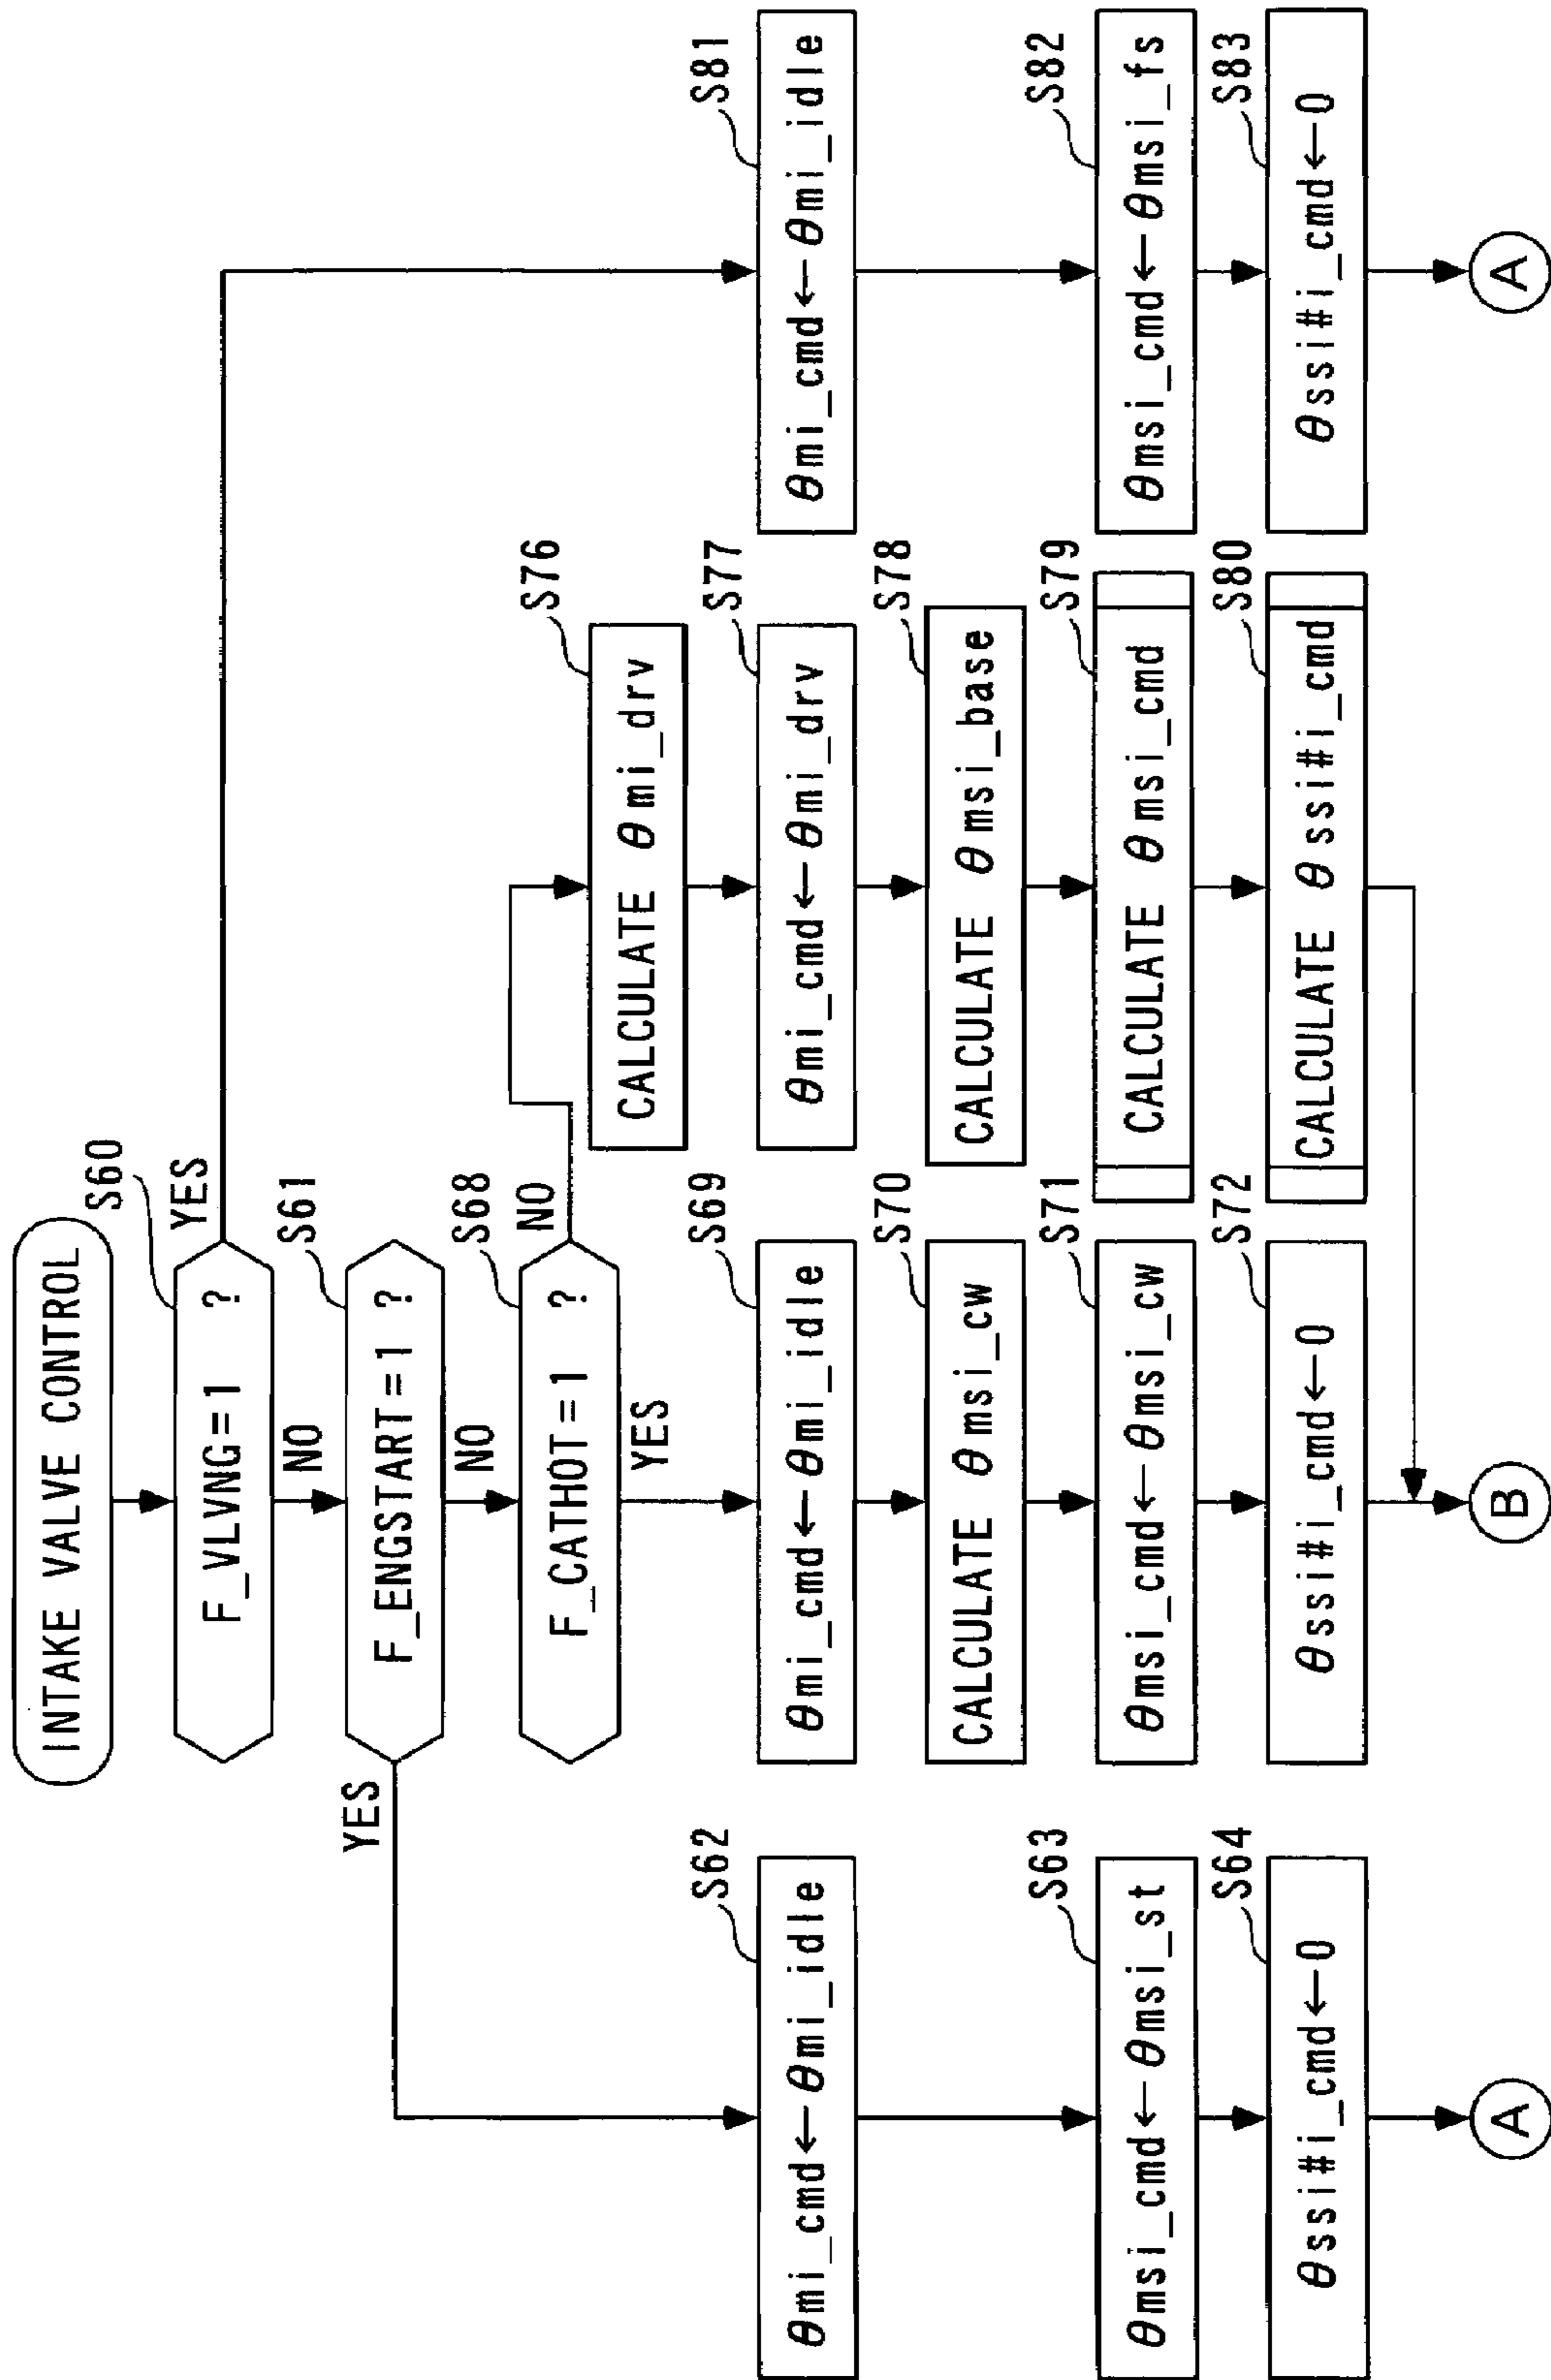 INTAKE VALVE CONTROL
S60
F_VLVNG=1 ?
YES
NO
S61
F_ENGSTART=1 ?
YES
NO
S68
F_CATHOT=1 ?
NO
YES
S62
θmi_cmd←θmi_idle
S63
θmsi_cmd←θmsi_st
S64
θssi#i_cmd←0
A
S69
θmi_cmd←θmi_idle
S70
CALCULATE θmsi_cw
S71
θmsi_cmd←θmsi_cw
S72
θssi#i_cmd←0
B
S76
CALCULATE θmi_drv
S77
θmi_cmd←θmi_drv
S78
CALCULATE θmsi_base
S79
CALCULATE θmsi_cmd
S80
CALCULATE θssi#i_cmd
S81
θmi_cmd←θmi_idle
S82
θmsi_cmd←θmsi_fs
S83
θssi#i_cmd←0
A